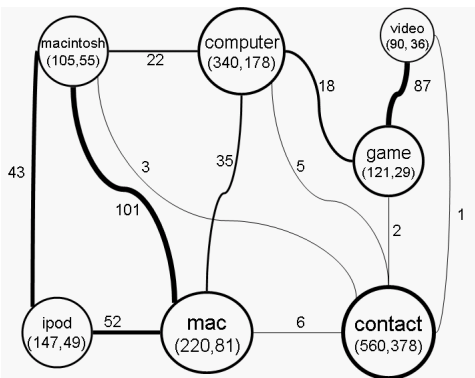 macintosh
(105,55)
computer
(340,178)
video
(90, 36)
22
18
87
game
(121,29)
43
3
35
5
101
2
1
ipod
(147,49)
52
mac
(220,81)
6
contact
(560,378)